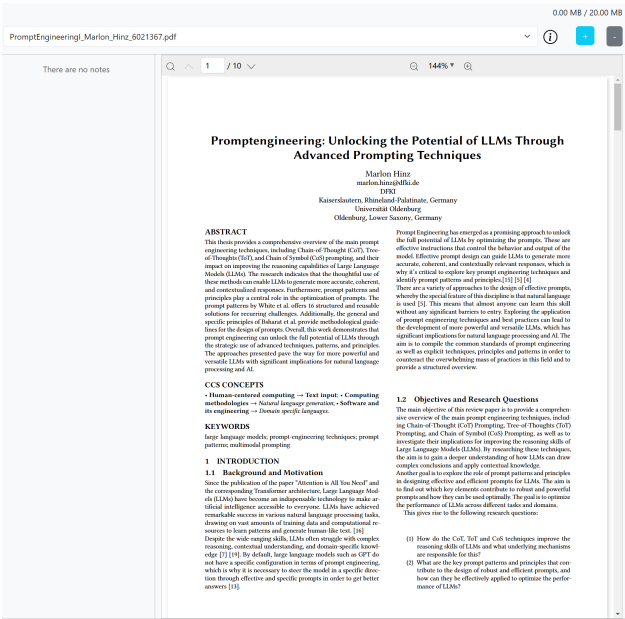 0.00 MB / 20.00 MB
PromptEngineeringI_Marlon_Hinz_6021367.pdf
+
-
There are no notes
1 / 10
144%
Promptengineering: Unlocking the Potential of LLMs Through
Advanced Prompting Techniques
Marlon Hinz
marlon.hinz@dfki.de
DFKI
Kaiserslautern, Rheinland-Palatinate, Germany
Universität Oldenburg
Oldenburg, Lower Saxony, Germany
ABSTRACT
This thesis provides a comprehensive overview of the main prompt
engineering techniques, including Chain-of-Thought (CoT), Tree-
of-Thoughts (ToT), and Chain of Symbol (CoS) prompting, and their
impact on improving the reasoning capabilities of Large Language
Models (LLMs). The research indicates that the thoughtful use of
these methods can enable LLMs to generate more accurate, coherent,
and contextualized responses. Furthermore, prompt patterns and
principles play a central role in the optimization of prompts. The
prompt patterns by White et al. offers 16 structured and reusable
solutions for recurring challenges. Additionally, the general and
specific principles of Bsharat et al. provide methodological guide-
lines for the design of prompts. Overall, this work demonstrates that
prompt engineering can unlock the full potential of LLMs through
the strategic use of advanced techniques, patterns, and principles.
The approaches presented pave the way for more powerful and
versatile LLMs with significant implications for natural language
processing and AI.
CCS CONCEPTS
• Human-centered computing → Text input; • Computing
methodologies → Natural language generation; • Software and
its engineering → Domain specific languages.
KEYWORDS
large language models; prompt-engineering techniques; prompt
patterns; multimodal prompting
1 INTRODUCTION
1.1 Background and Motivation
Since the publication of the paper "Attention is All You Need" and
the corresponding Transformer architecture, Large Language Mod-
els (LLMs) have become an indispensable technology to make ar-
tificial intelligence accessible to everyone. LLMs have achieved
remarkable success in various natural language processing tasks,
drawing on vast amounts of training data and computational re-
sources to learn patterns and generate human-like text. [16]
Despite the wide ranging skills, LLMs often struggle with complex
reasoning, contextual understanding, and domain-specific knowl-
edge [7] [19]. By default, large language models such as GPT do
not have a specific configuration in terms of prompt engineering,
which is why it is necessary to steer the model in a specific direc-
tion through effective and specific prompts in order to get better
answers [13].
Prompt Engineering has emerged as a promising approach to unlock
the full potential of LLMs by optimizing the prompts. These are
effective instructions that control the behavior and output of the
model. Effective prompt design can guide LLMs to generate more
accurate, coherent, and contextually relevant responses, which is
why it's critical to explore key prompt engineering techniques and
identify prompt patterns and principles.[15] [5] [4]
There are a variety of approaches to the design of effective prompts,
whereby the special feature of this discipline is that natural language
is used [5]. This means that almost anyone can learn this skill
without any significant barriers to entry. Exploring the application
of prompt engineering techniques and best practices can lead to
the development of more powerful and versatile LLMs, which has
significant implications for natural language processing and AI. The
aim is to compile the common standards of prompt engineering
as well as explicit techniques, principles and patterns in order to
counteract the overwhelming mass of practices in this field and to
provide a structured overview.
1.2 Objectives and Research Questions
The main objective of this review paper is to provide a comprehen-
sive overview of the main prompt engineering techniques, includ-
ing Chain-of-Thought (CoT) Prompting, Tree-of-Thoughts (ToT)
Prompting, and Chain of Symbol (CoS) Prompting, as well as to
investigate their implications for improving the reasoning skills of
Large Language Models (LLMs). By researching these techniques,
the aim is to gain a deeper understanding of how LLMs can draw
complex conclusions and apply contextual knowledge.
Another goal is to explore the role of prompt patterns and principles
in designing effective and efficient prompts for LLMs. The aim is
to find out which key elements contribute to robust and powerful
prompts and how they can be used optimally. The goal is to optimize
the performance of LLMs across different tasks and domains.
This gives rise to the following research questions:
(1) How do the CoT, ToT and CoS techniques improve the
reasoning skills of LLMs and what underlying mechanisms
are responsible for this?
(2) What are the key prompt patterns and principles that con-
tribute to the design of robust and efficient prompts, and
how can they be effectively applied to optimize the perfor-
mance of LLMs?